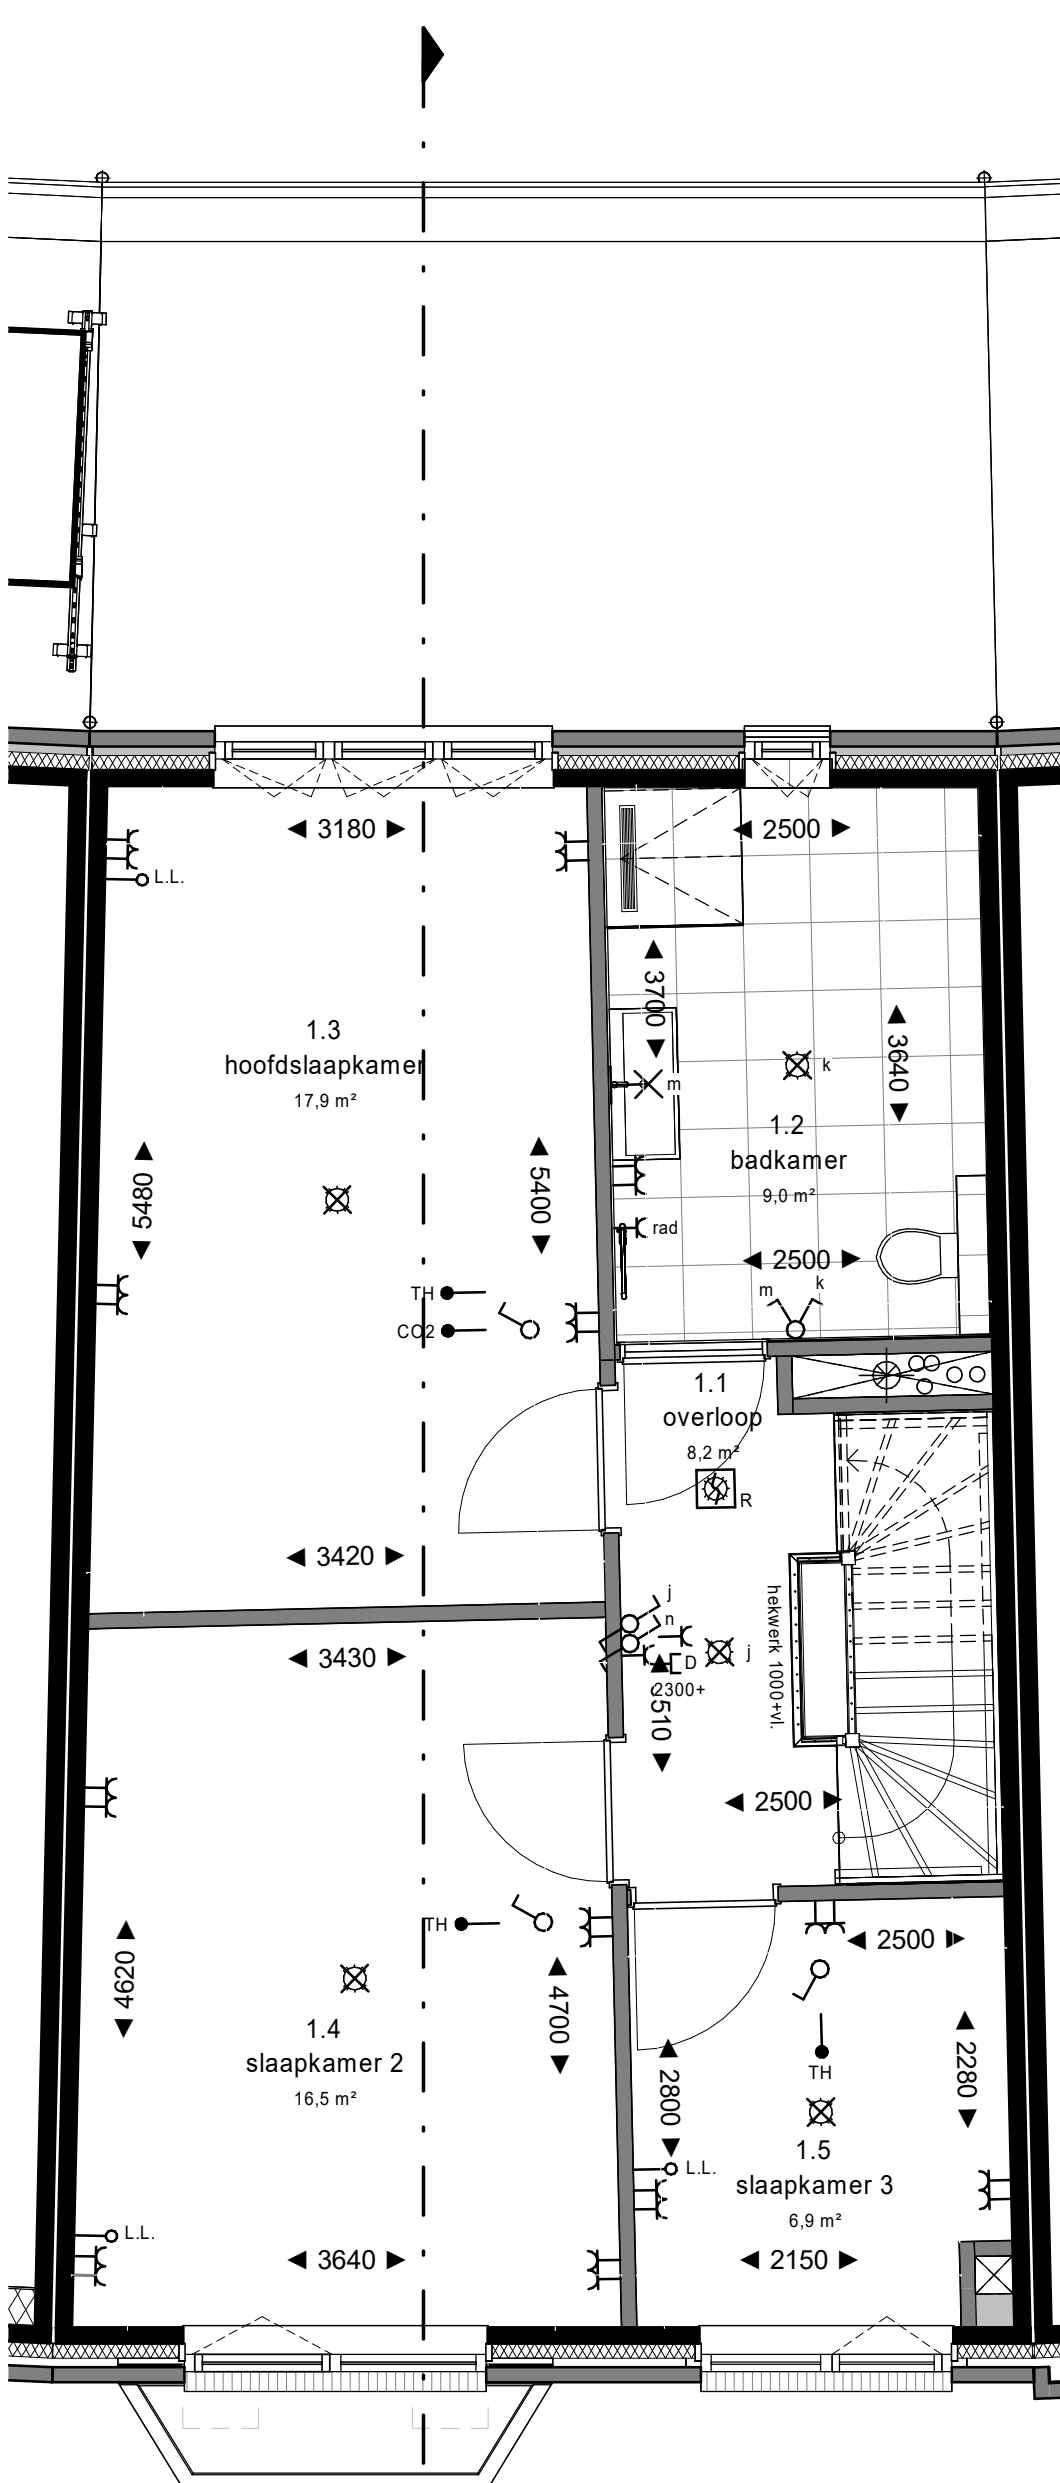 3180
2500
L.L.
3700
1.3
hoofdslaapkamer
17,9 m²
3640
k
m
1.2
badkamer
9,0 m²
5480
5400
rad
2500
m
k
TH
CO2
1.1
overloop
8,2 m²
R
3420
j
n
j
D
2300+
hekwerk 1000+vl.
3430
2500
TH
2500
4620
4700
1.4
slaapkamer 2
16,5 m²
2280
TH
2800
1.5
slaapkamer 3
6,9 m²
L.L.
L.L.
3640
2150